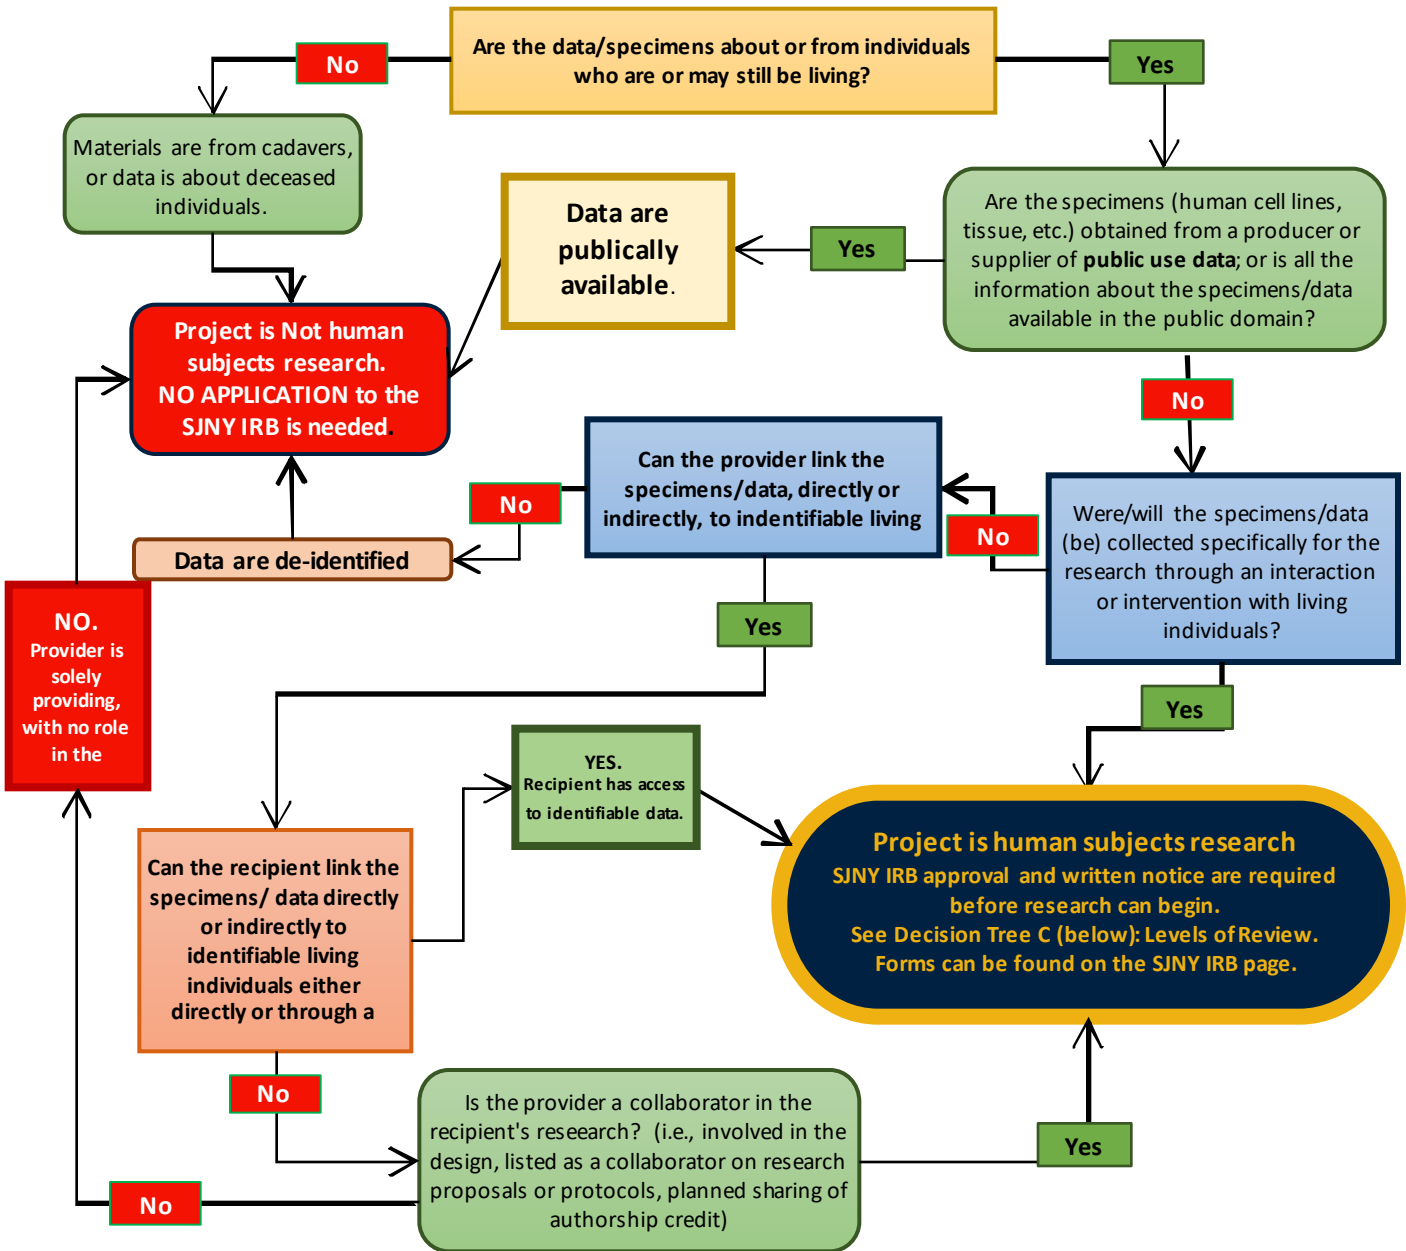 Are the data/specimens about or from individuals
who are or may still be living?
No
Yes
Materials are from cadavers,
or data is about deceased
individuals.
Data are
publically
available.
Yes
Are the specimens (human cell lines,
tissue, etc.) obtained from a producer or
supplier of public use data; or is all the
information about the specimens/data
available in the public domain?
Project is Not human
subjects research.
NO APPLICATION to the
SJNY IRB is needed.
No
Can the provider link the
specimens/data, directly or
indirectly, to indentifiable living
No
No
Were/will the specimens/data
(be) collected specifically for the
research through an interaction
or intervention with living
individuals?
Data are de-identified
NO.
Provider is
solely
providing,
with no role
in the
Yes
Yes
YES.
Recipient has access
to identifiable data.
Can the recipient link the
specimens/ data directly
or indirectly to
identifiable living
individuals either
directly or through a
Project is human subjects research
SJNY IRB approval and written notice are required
before research can begin.
See Decision Tree C (below): Levels of Review.
Forms can be found on the SJNY IRB page.
No
Is the provider a collaborator in the
recipient's reseearch? (i.e., involved in the
design, listed as a collaborator on research
proposals or protocols, planned sharing of
authorship credit)
Yes
No